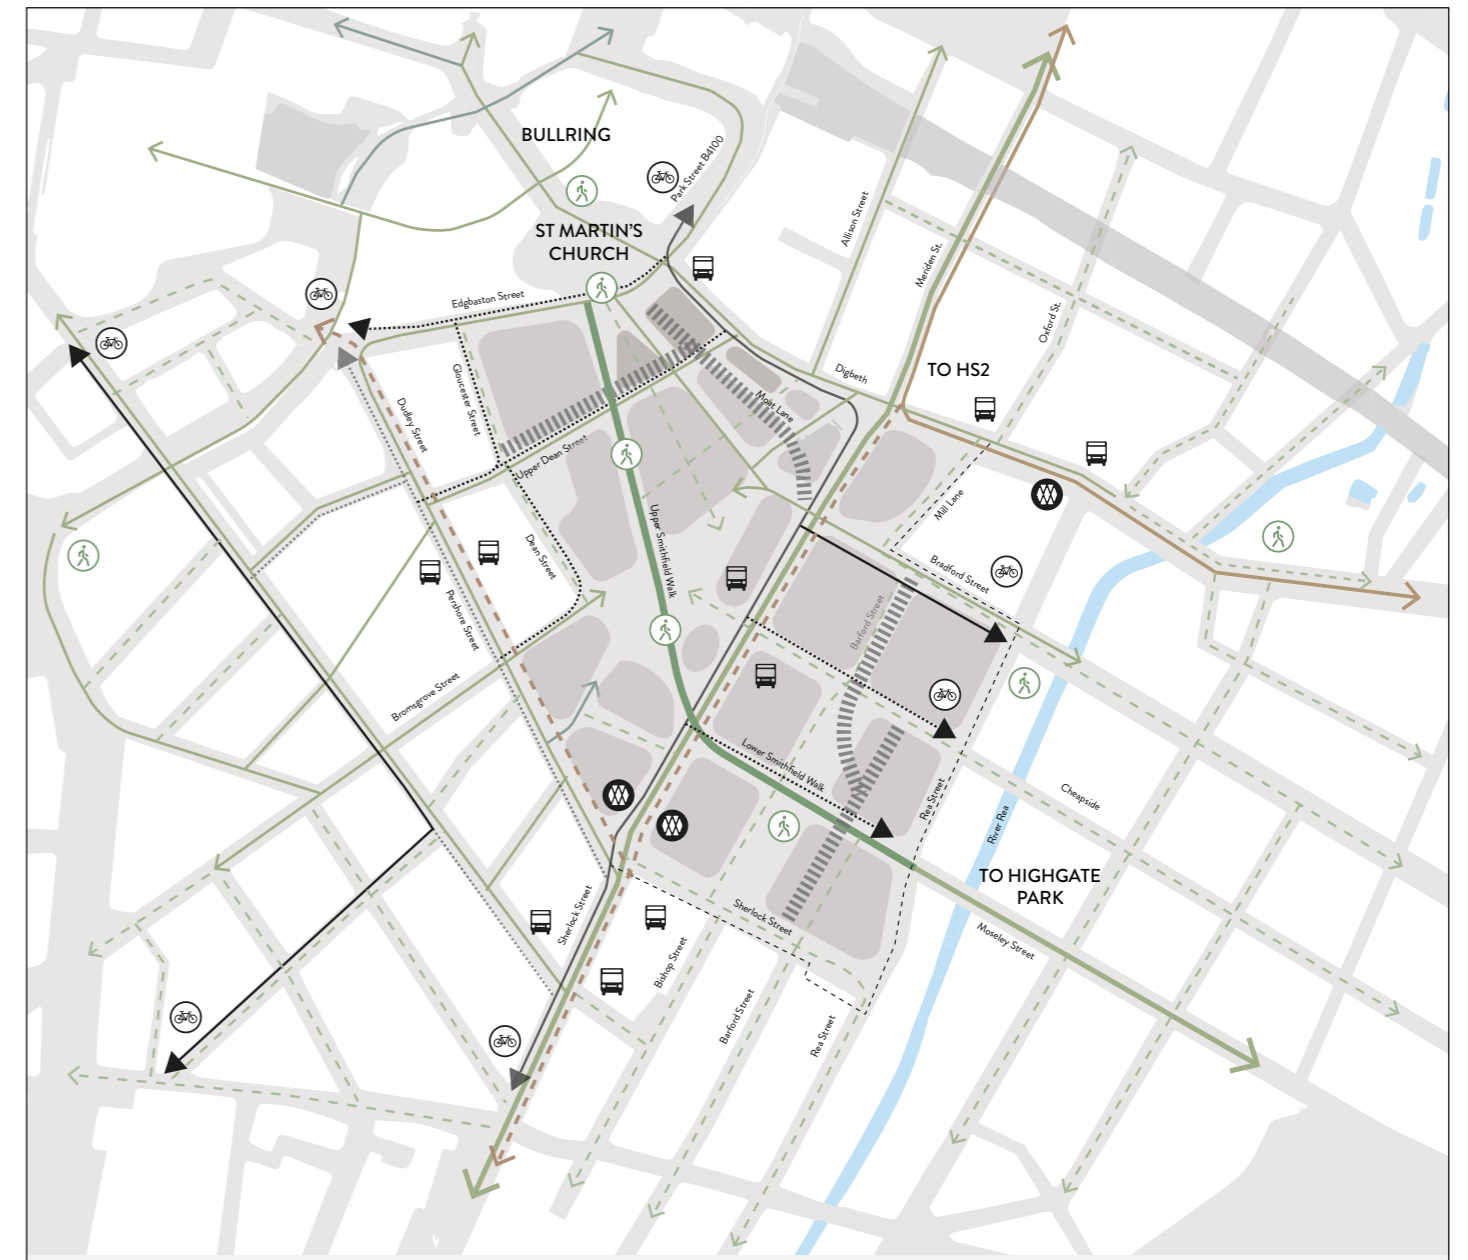 BULLRING
Park Street B4100
ST MARTIN'S
CHURCH
Allison Street
Meriden St.
Edgbaston Street
Oxford St.
Gloucester Street
Digbeth
TO HS2
Dudley Street
Moat Lane
Upper Dean Street
Mill Lane
Upper Smithfield Walk
Dean Street
Bradford Street
Pershore Street
Barford Street
Bromsgrove Street
Lower Smithfield Walk
Rea Street
Cheapside
River Rea
TO HIGHGATE
PARK
Sherlock Street
Sherlock Street
Moseley Street
Bishop Street
Barford Street
Rea Street